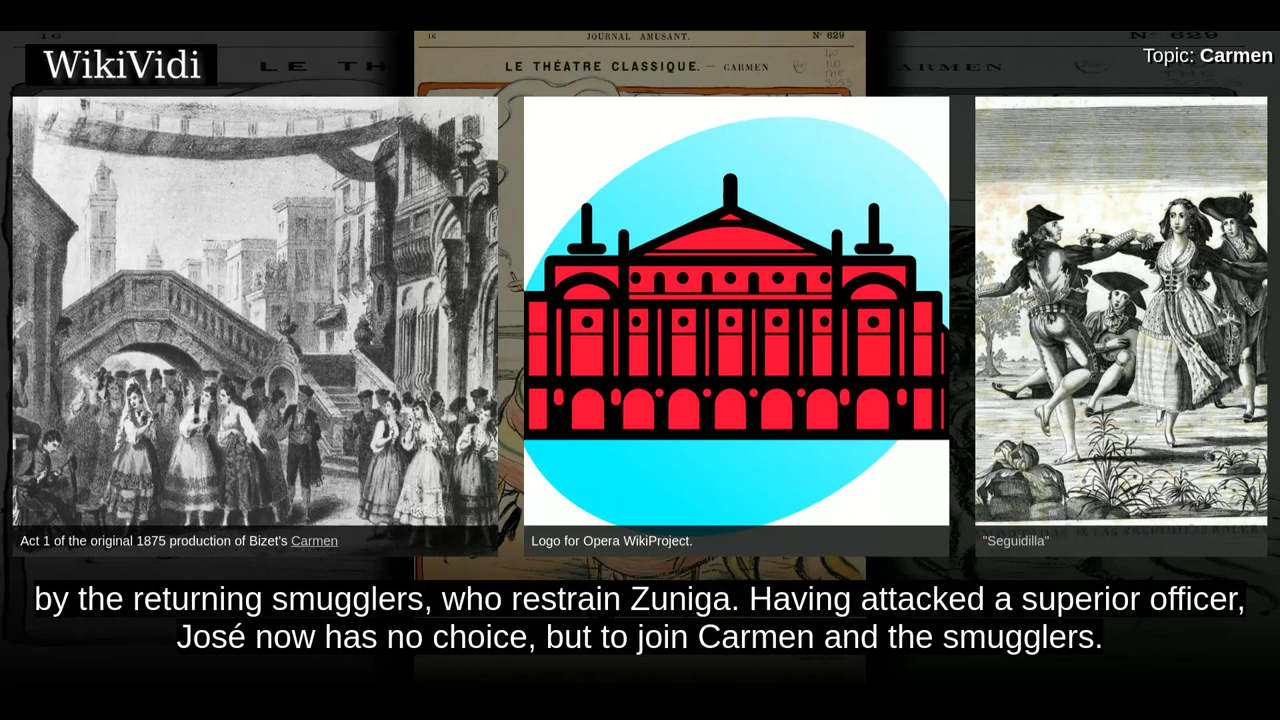 16
JOURNAL AMUSANT.
N° 629
WikiVidi
Topic: Carmen
LE THÉATRE CLASSIQUE. — CARMEN
Act 1 of the original 1875 production of Bizet's Carmen
Logo for Opera WikiProject.
"Seguidilla"
by the returning smugglers, who restrain Zuniga. Having attacked a superior officer,
José now has no choice, but to join Carmen and the smugglers.